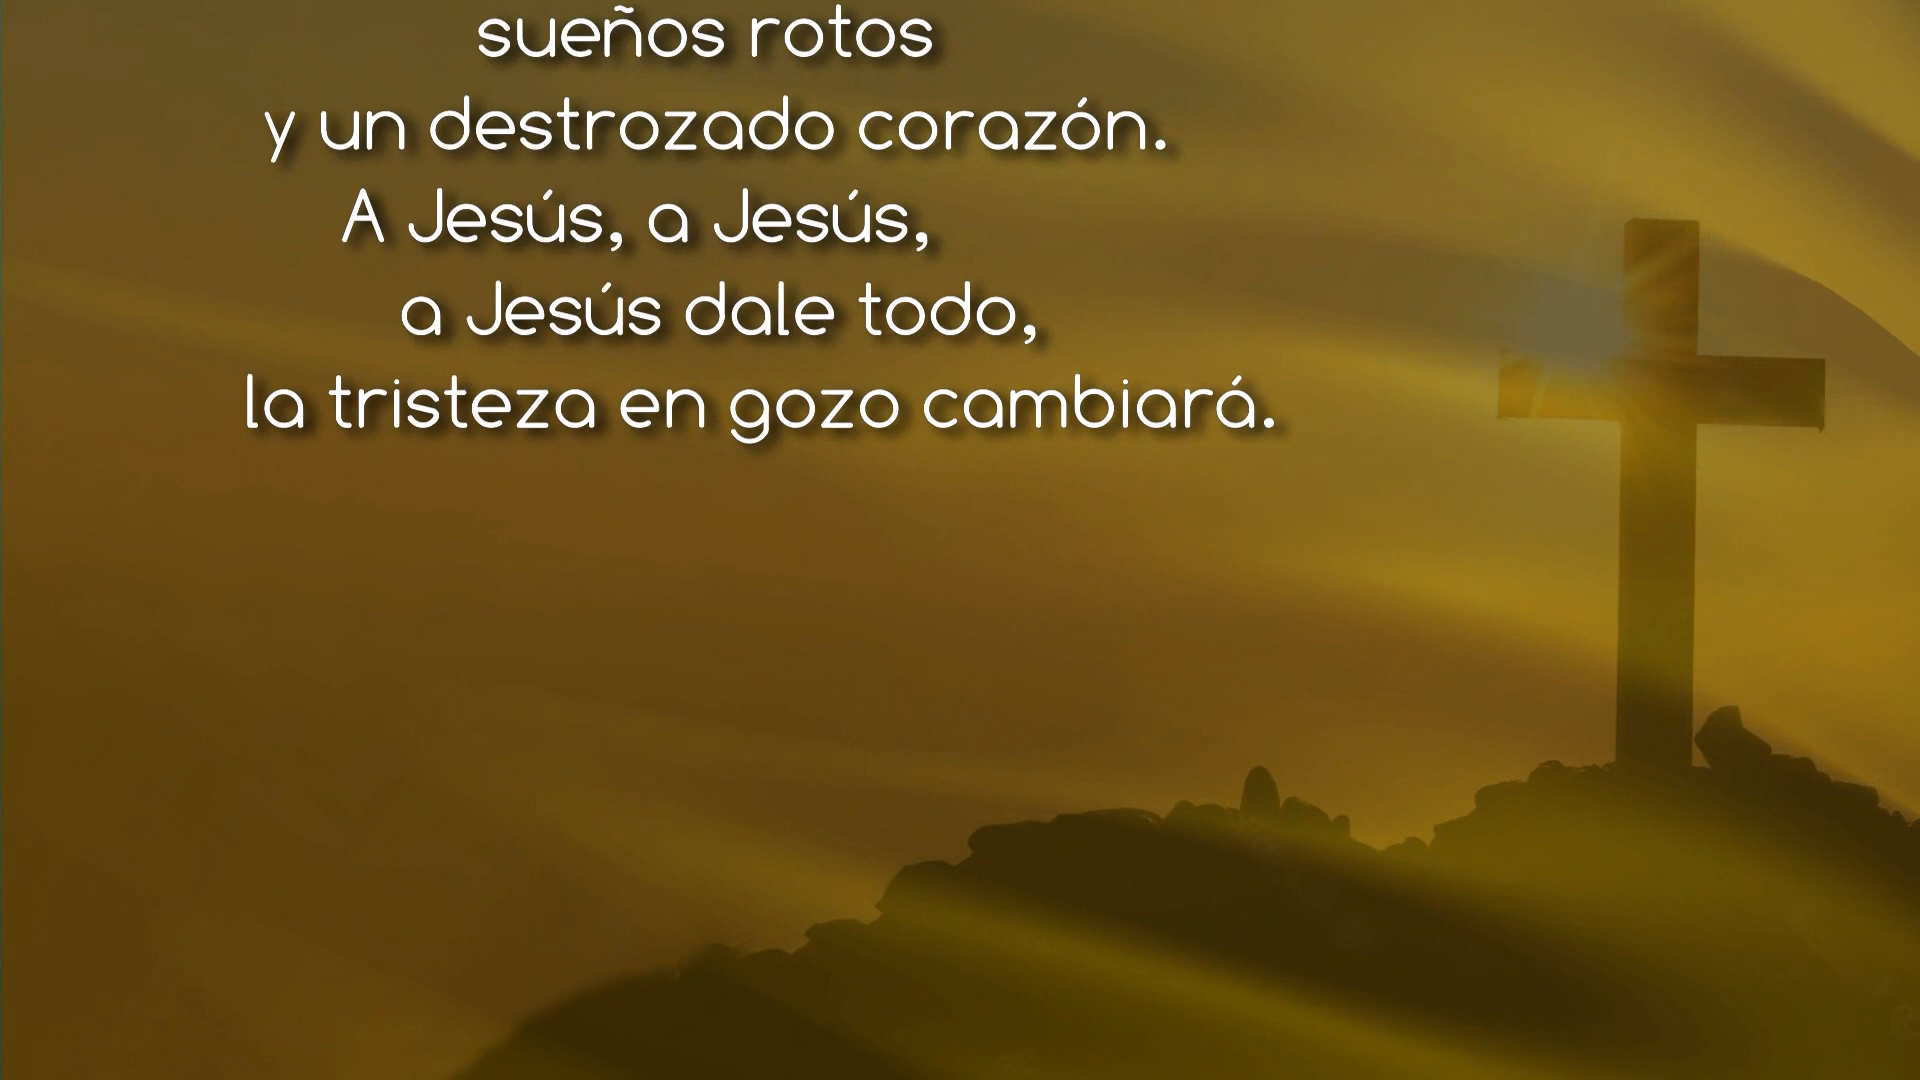 sueños rotos
y un destrozado corazón.
A Jesús, a Jesús,
a Jesús dale todo,
la tristeza en gozo cambiará.